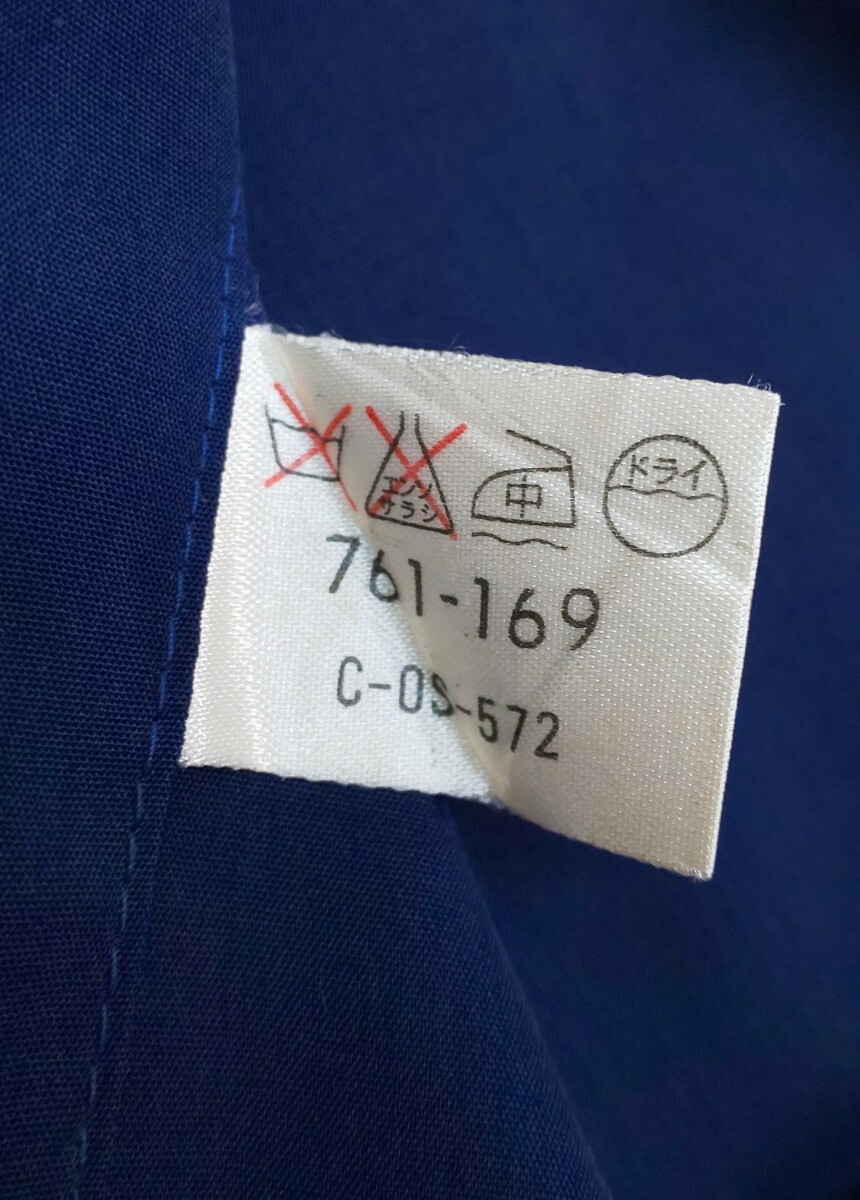 エンソ
サラシ
中
ドライ
761-169
C-OS-572